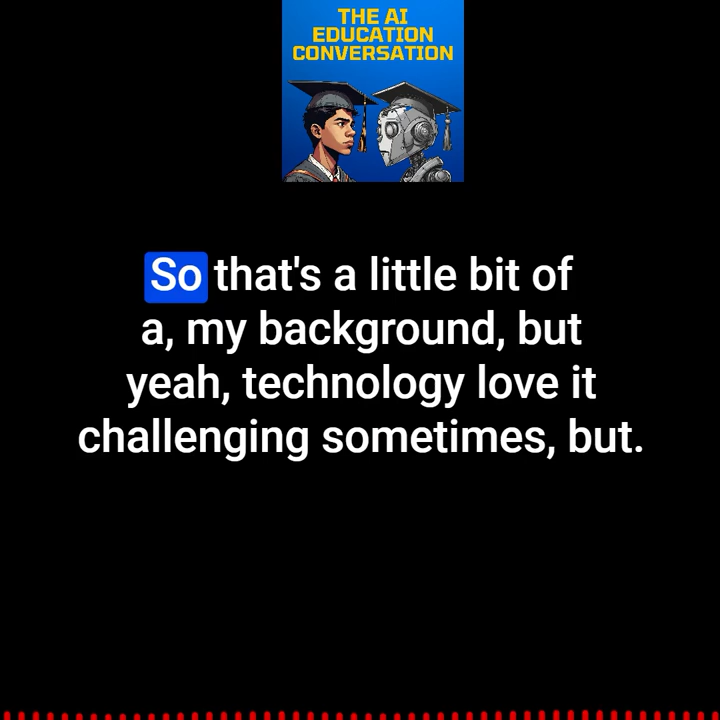 THE AI
EDUCATION
CONVERSATION
So that's a little bit of
a, my background, but
yeah, technology love it
challenging sometimes, but.